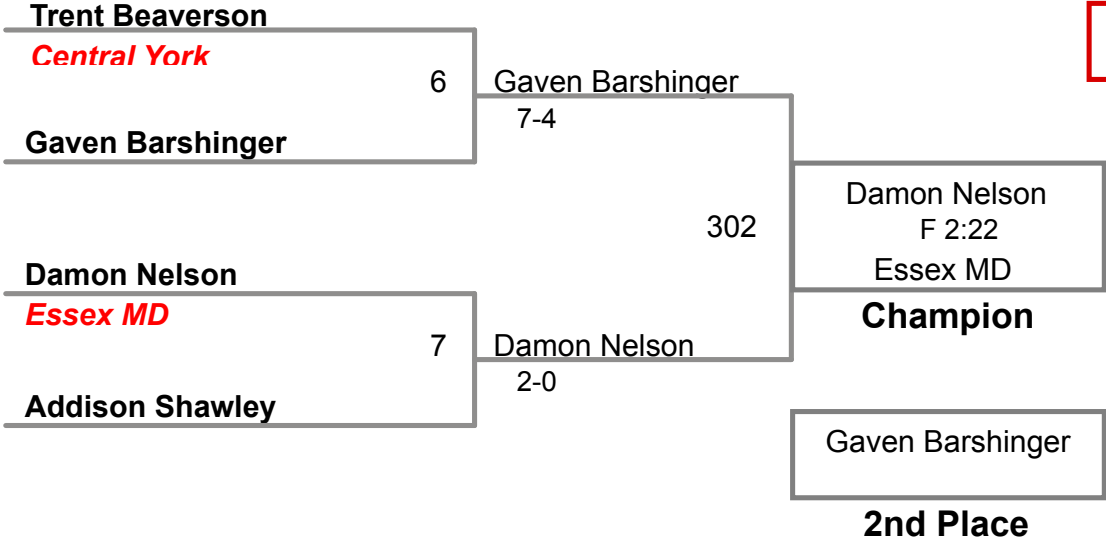 Trent Beaverson
Central York
6
Gaven Barshinger
7-4
Gaven Barshinger
302
Damon Nelson
F 2:22
Essex MD
Champion
Damon Nelson
Essex MD
7
Damon Nelson
2-0
Addison Shawley
Gaven Barshinger
2nd Place